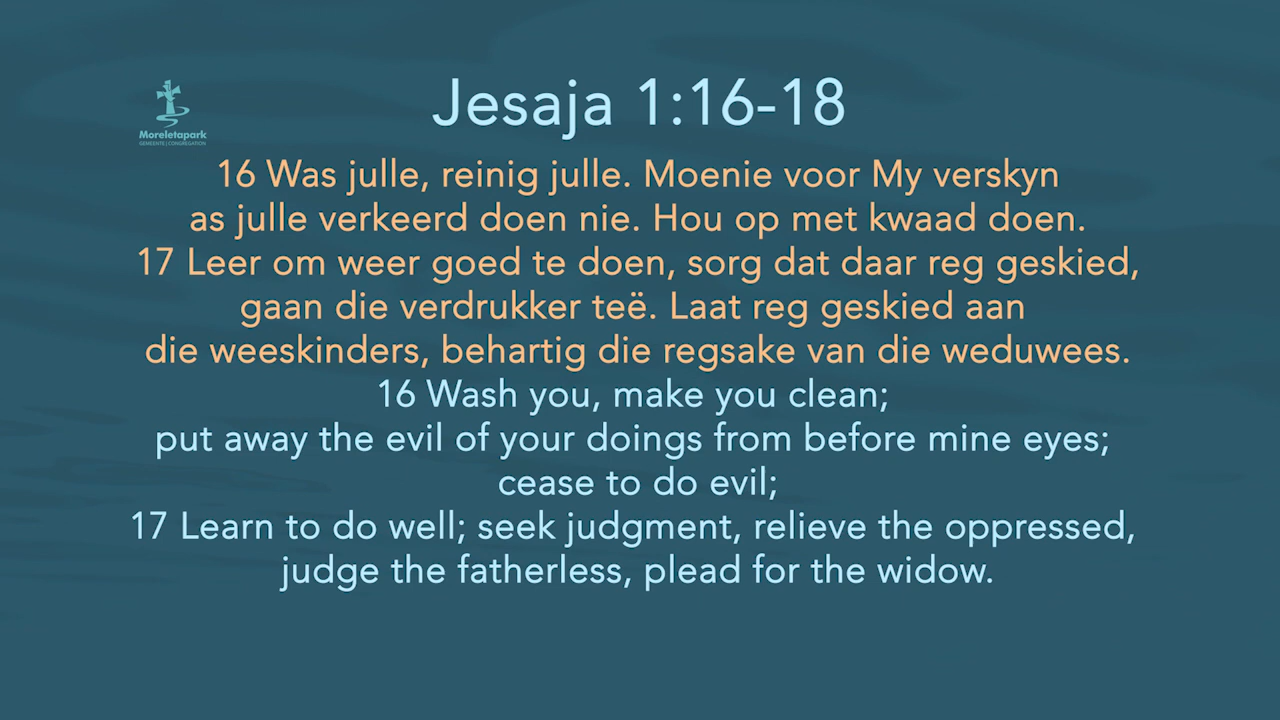 Jesaja 1:16-18
Moreletapark
GEMEENTE | CONGREGATION
16 Was julle, reinig julle. Moenie voor My verskyn
as julle verkeerd doen nie. Hou op met kwaad doen.
17 Leer om weer goed te doen, sorg dat daar reg geskied,
gaan die verdrukker teë. Laat reg geskied aan
die weeskinders, behartig die regsake van die weduwees.
16 Wash you, make you clean;
put away the evil of your doings from before mine eyes;
cease to do evil;
17 Learn to do well; seek judgment, relieve the oppressed,
judge the fatherless, plead for the widow.